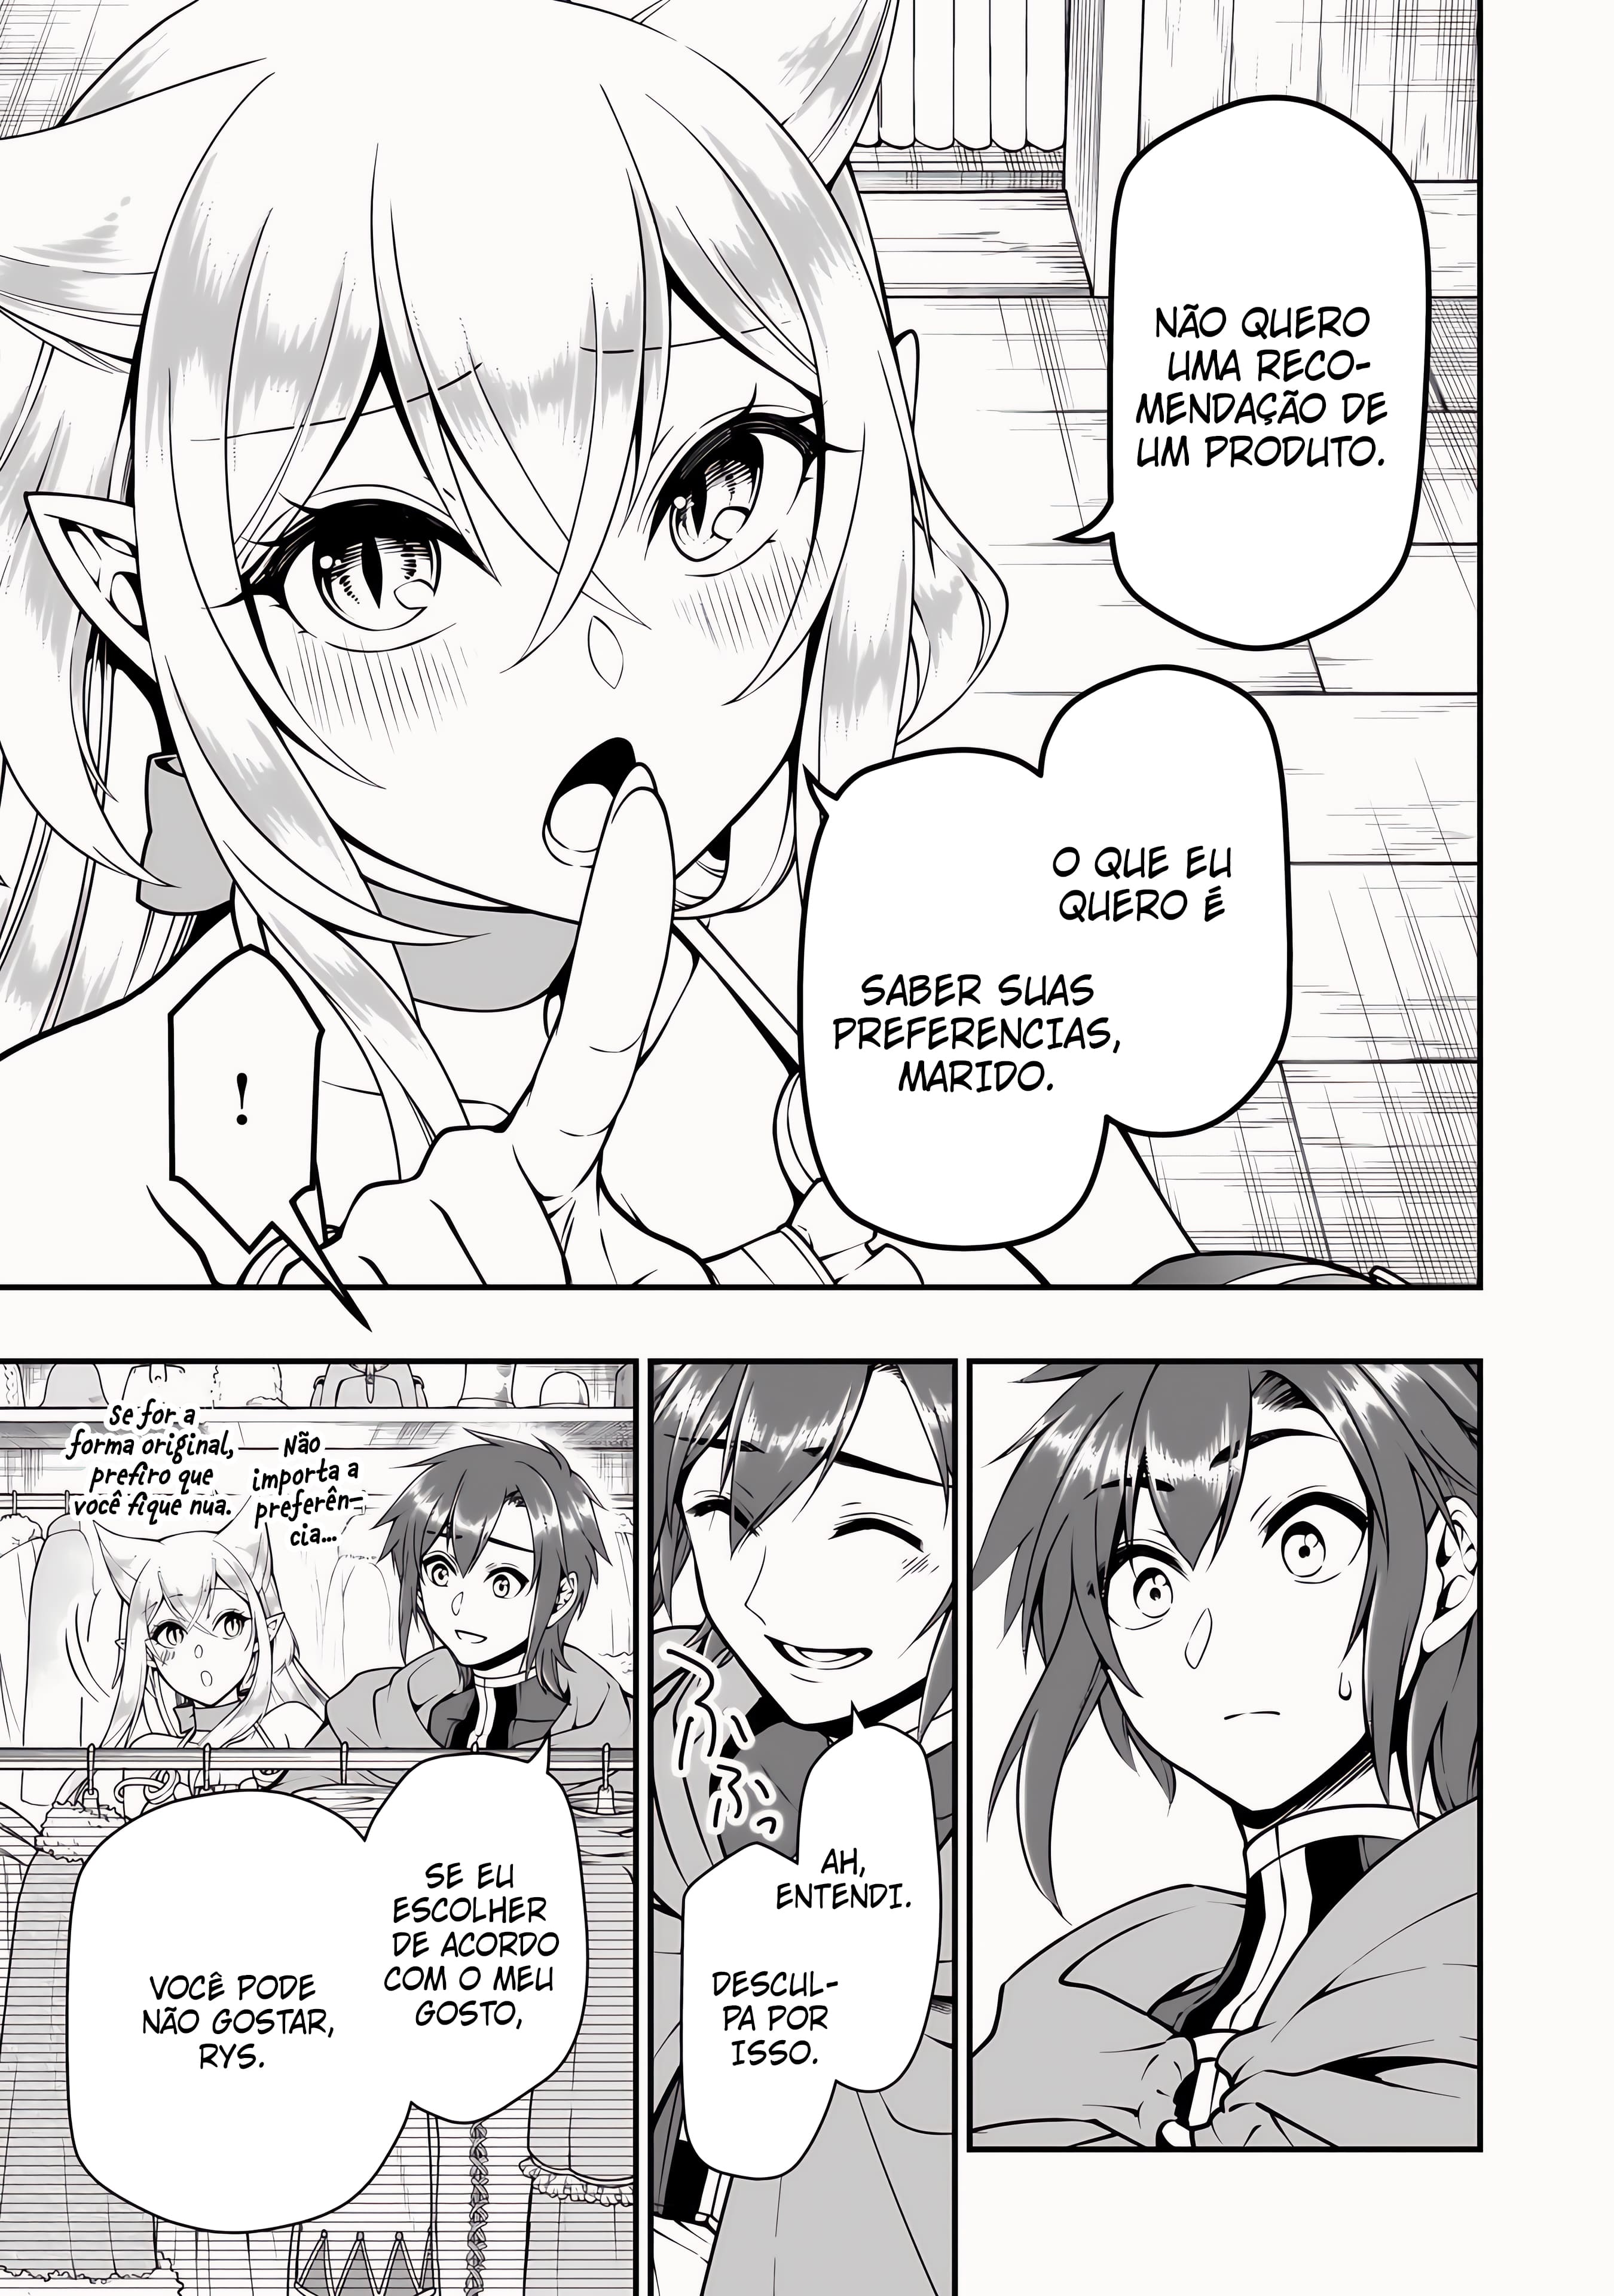 NÃO QUERO
UMA RECO-
MENDAÇÃO DE
UM PRODUTO.
O QUE EU
QUERO É
SABER SUAS
PREFERENCIAS,
MARIDO.
!
AH,
ENTENDI.
DESCUL-
PA POR
ISSO.
ふふふっ
Não
importa a
preferên-
cia...
Se for a
forma original,
prefiro que
você fique nua.
SE EU
ESCOLHER
DE ACORDO
COM O MEU
GOSTO,
VOCÊ PODE
NÃO GOSTAR,
RYS.